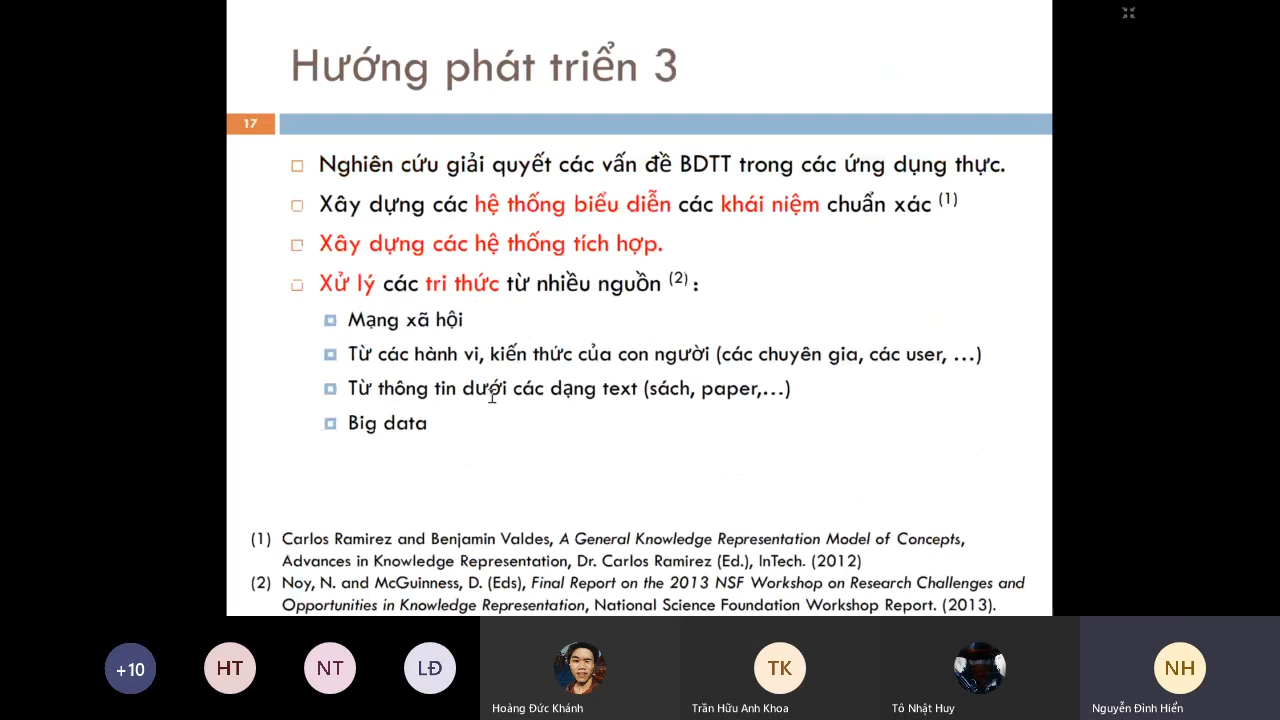 Hướng phát triển 3
17
Nghiên cứu giải quyết các vấn đề BDTT trong các ứng dụng thực.
Xây dựng các hệ thống biểu diễn các khái niệm chuẩn xác (1)
Xây dựng các hệ thống tích hợp.
Xử lý các tri thức từ nhiều nguồn (2) :
Mạng xã hội
Từ các hành vi, kiến thức của con người (các chuyên gia, các user, …)
Từ thông tin dưới các dạng text (sách, paper,…)
Big data
(1) Carlos Ramirez and Benjamin Valdes, A General Knowledge Representation Model of Concepts,
Advances in Knowledge Representation, Dr. Carlos Ramirez (Ed.), InTech. (2012)
(2) Noy, N. and McGuinness, D. (Eds), Final Report on the 2013 NSF Workshop on Research Challenges and
Opportunities in Knowledge Representation, National Science Foundation Workshop Report. (2013).
+10
HT
NT
LĐ
TK
NH
Hoàng Đức Khánh
Trần Hữu Anh Khoa
Tô Nhật Huy
Nguyễn Đình Hiển